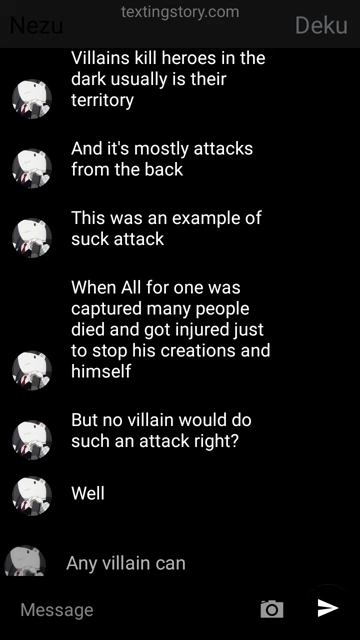 textingstory.com
Nezu
Deku
Villains kill heroes in the
dark usually is their
territory
And it's mostly attacks
from the back
This was an example of
suck attack
When All for one was
captured many people
died and got injured just
to stop his creations and
himself
But no villain would do
such an attack right?
Well
Any villain can
Message